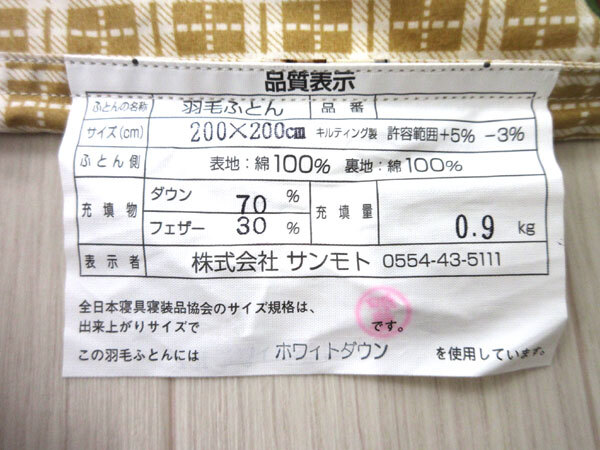 品質表示
ふとんの名称 羽毛ふとん 品番
サイズ(cm) 200×200cm キルティング製 許容範囲+5% -3%
ふとん側 表地:綿100% 裏地:綿100%
充填物 ダウン 70 % 充填量 0.9 kg
フェザー 30 %
表示者 株式会社 サンモト 0554-43-5111
全日本寝具寝装品協会のサイズ規格は、
出来上がりサイズで です。
この羽毛ふとんには ホワイトダウン を使用しています。